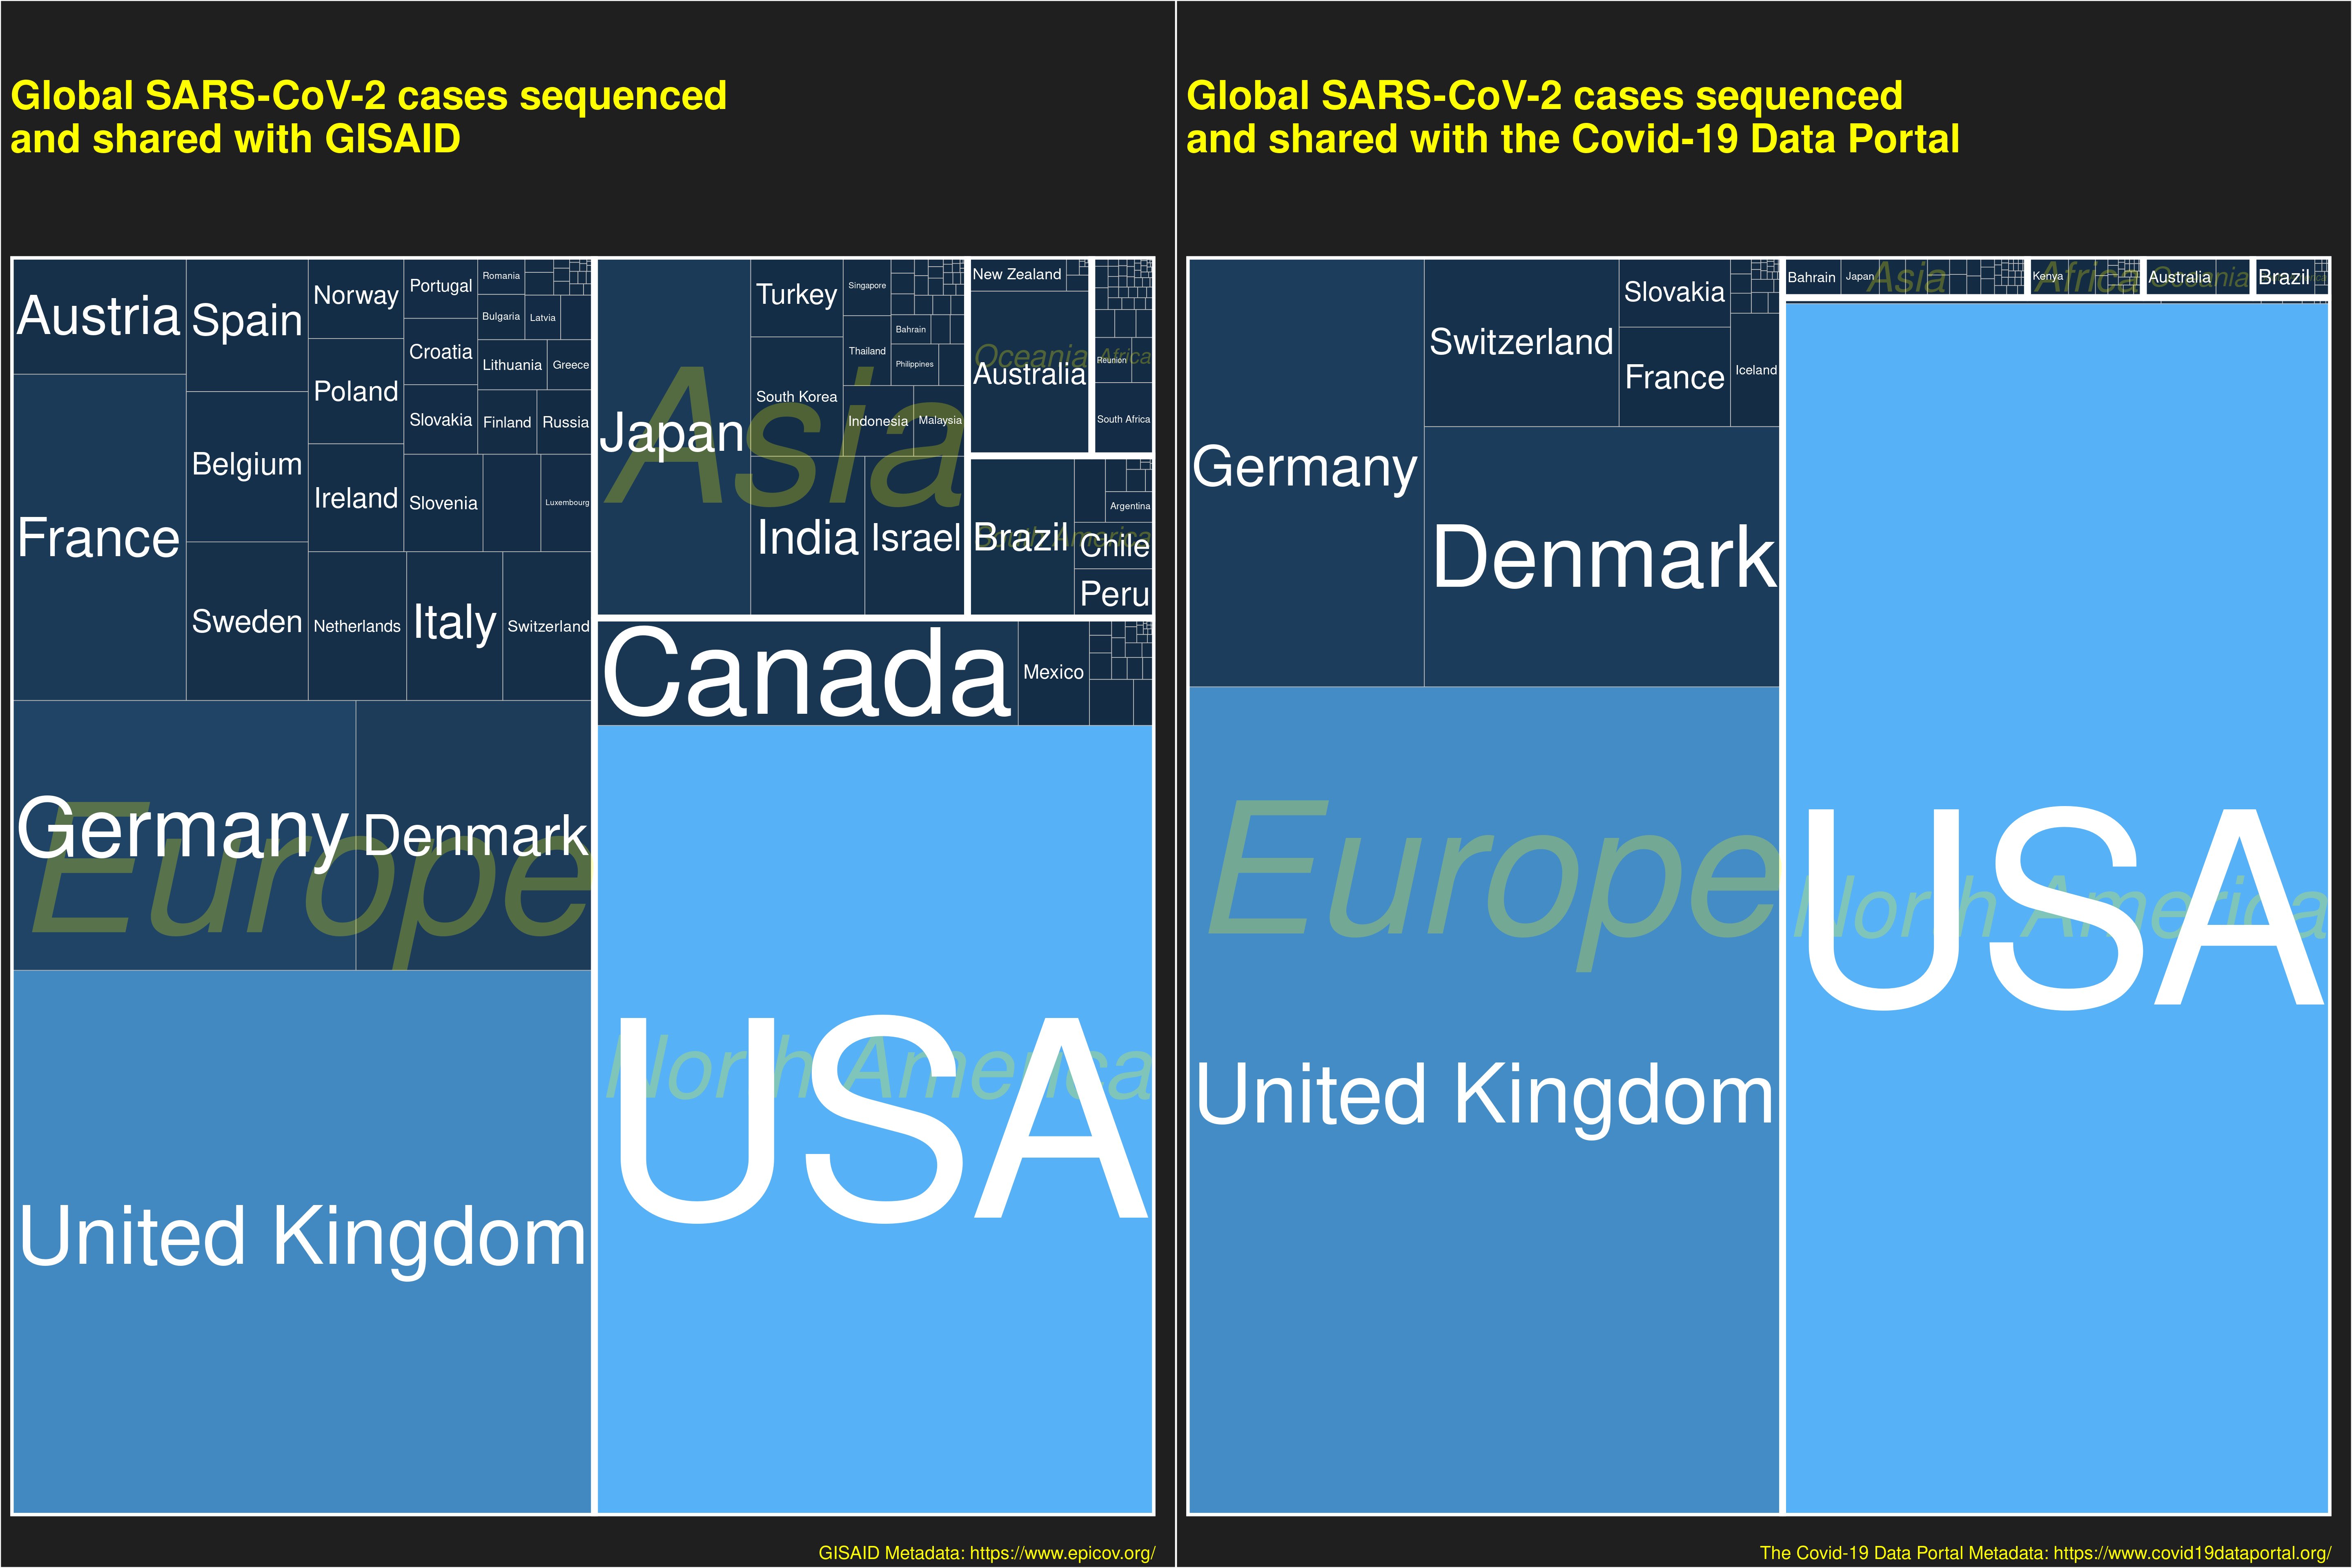 Global SARS-CoV-2 cases sequenced
and shared with GISAID
Austria
Spain
Norway
Portugal
Romania
Bulgaria
Latvia
Croatia
Lithuania
Greece
Poland
Slovakia
Finland
Russia
France
Belgium
Ireland
Slovenia
Luxembourg
Sweden
Netherlands
Italy
Switzerland
Germany
Denmark
Europe
United Kingdom
Japan
Turkey
Singapore
South Korea
Thailand
Bahrain
Philippines
Indonesia
Malaysia
Asia
India
Israel
New Zealand
Oceania
Australia
Africa
Réunion
South Africa
Brazil
South America
Argentina
Chile
Peru
Canada
Mexico
North America
USA
GISAID Metadata: https://www.epicov.org/
Global SARS-CoV-2 cases sequenced
and shared with the Covid-19 Data Portal
Germany
Switzerland
Slovakia
France
Iceland
Denmark
Europe
United Kingdom
Bahrain
Japan
Asia
Kenya
Africa
Australia
Oceania
Brazil
North America
USA
The Covid-19 Data Portal Metadata: https://www.covid19dataportal.org/